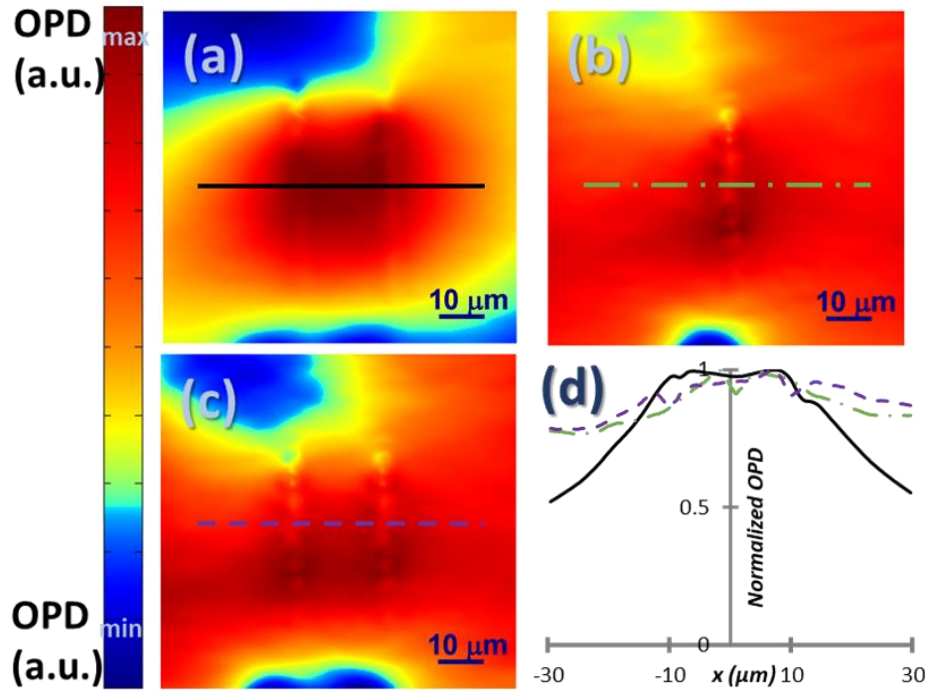 OPD
(a.u.)
max
(a)
10 μm
(b)
10 μm
OPD
(a.u.)
min
(c)
10 μm
(d)
1
0.5
0
Normalized OPD
-30
-10
x (μm)
10
30